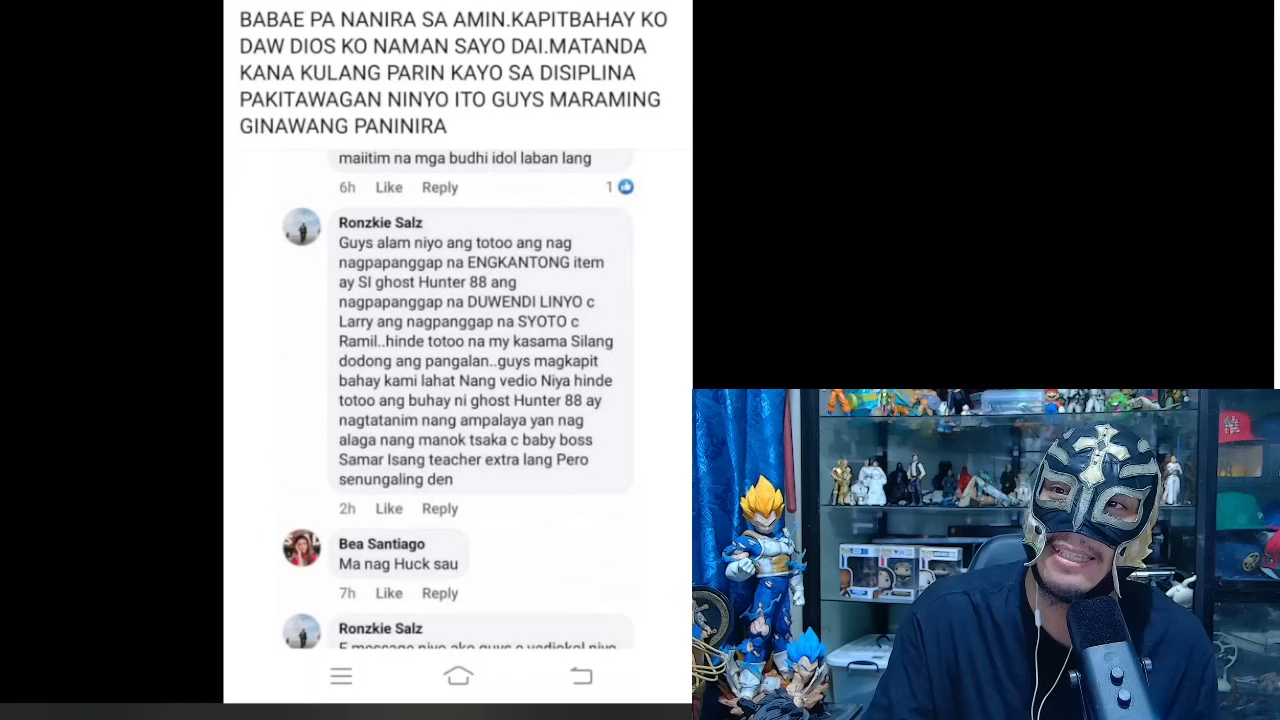 BABAE PA NANIRA SA AMIN.KAPITBAHAY KO
DAW DIOS KO NAMAN SAYO DAI.MATANDA
KANA KULANG PARIN KAYO SA DISIPLINA
PAKITAWAGAN NINYO ITO GUYS MARAMING
GINAWANG PANINIRA
maiitim na mga budhi idol laban lang
6h Like Reply 1
Ronzkie Salz
Guys alam niyo ang totoo ang nag
nagpapanggap na ENGKANTONG item
ay SI ghost Hunter 88 ang
nagpapanggap na DUWENDI LINYO c
Larry ang nagpanggap na SYOTO c
Ramil..hinde totoo na my kasama Silang
dodong ang pangalan..guys magkapit
bahay kami lahat Nang vedio Niya hinde
totoo ang buhay ni ghost Hunter 88 ay
nagtatanim nang ampalaya yan nag
alaga nang manok tsaka c baby boss
Samar Isang teacher extra lang Pero
senungaling den
2h Like Reply
Bea Santiago
Ma nag Huck sau
7h Like Reply
Ronzkie Salz
E message niyo ako guys o vediokol niyo